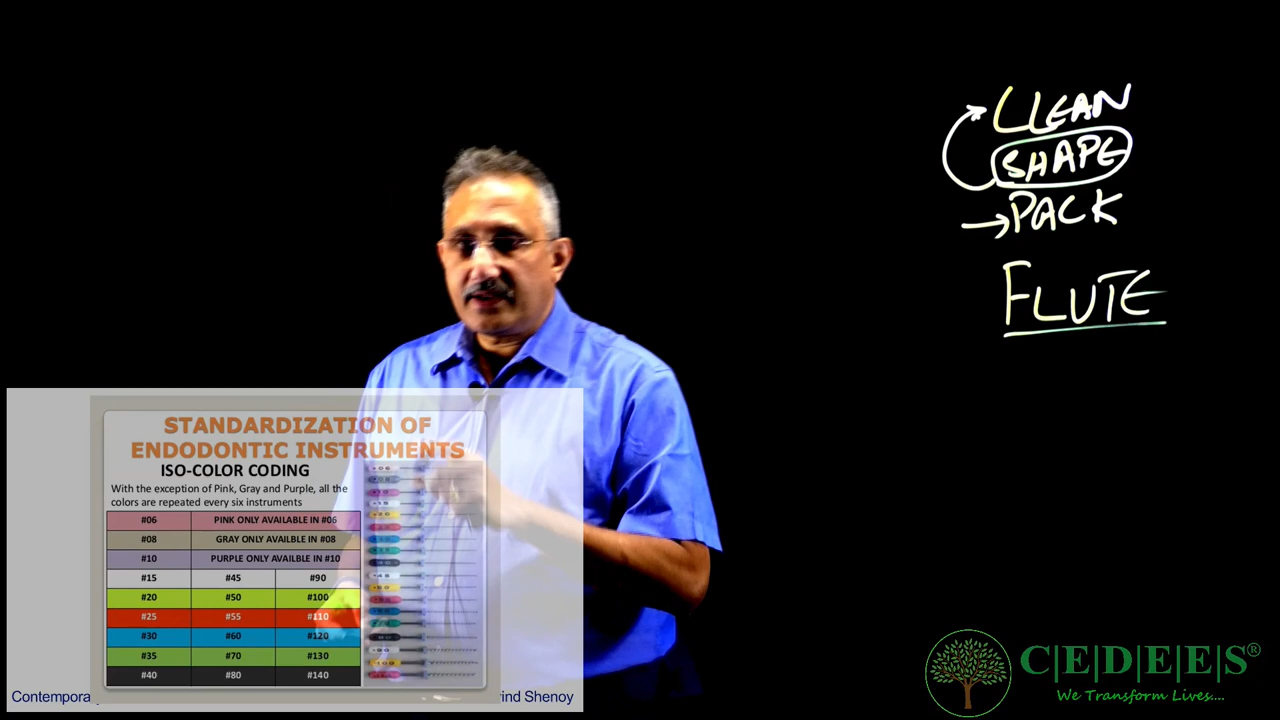 CLEAN
SHAPE
→PACK
FLUTE
STANDARDIZATION OF
ENDODONTIC INSTRUMENTS
ISO-COLOR CODING
With the exception of Pink, Gray and Purple, all the
colors are repeated every six instruments
#06 PINK ONLY AVAILABLE IN #06
#08 GRAY ONLY AVAILABLE IN #08
#10 PURPLE ONLY AVAILBLE IN #10
#15 #45 #90
#20 #50 #100
#25 #55 #110
#30 #60 #120
#35 #70 #130
#40 #80 #140
Contemporary
Shenoy
C|E|D|E|E|S®
We Transform Lives....